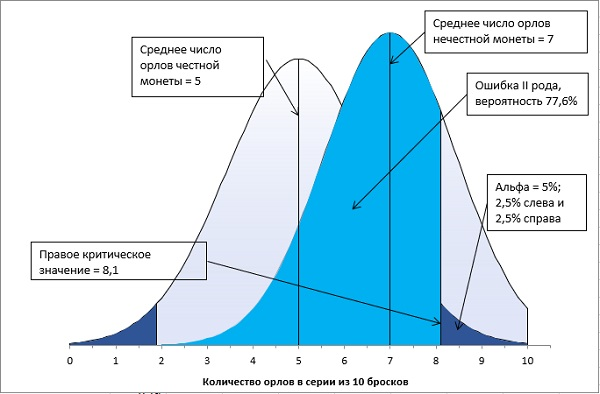 Среднее число
орлов честной
монеты = 5
Среднее число орлов
нечестной монеты = 7
Ошибка II рода,
вероятность 77,6%
Альфа = 5%;
2,5% слева и
2,5% справа
Правое критическое
значение = 8,1
0 1 2 3 4 5 6 7 8 9 10
Количество орлов в серии из 10 бросков